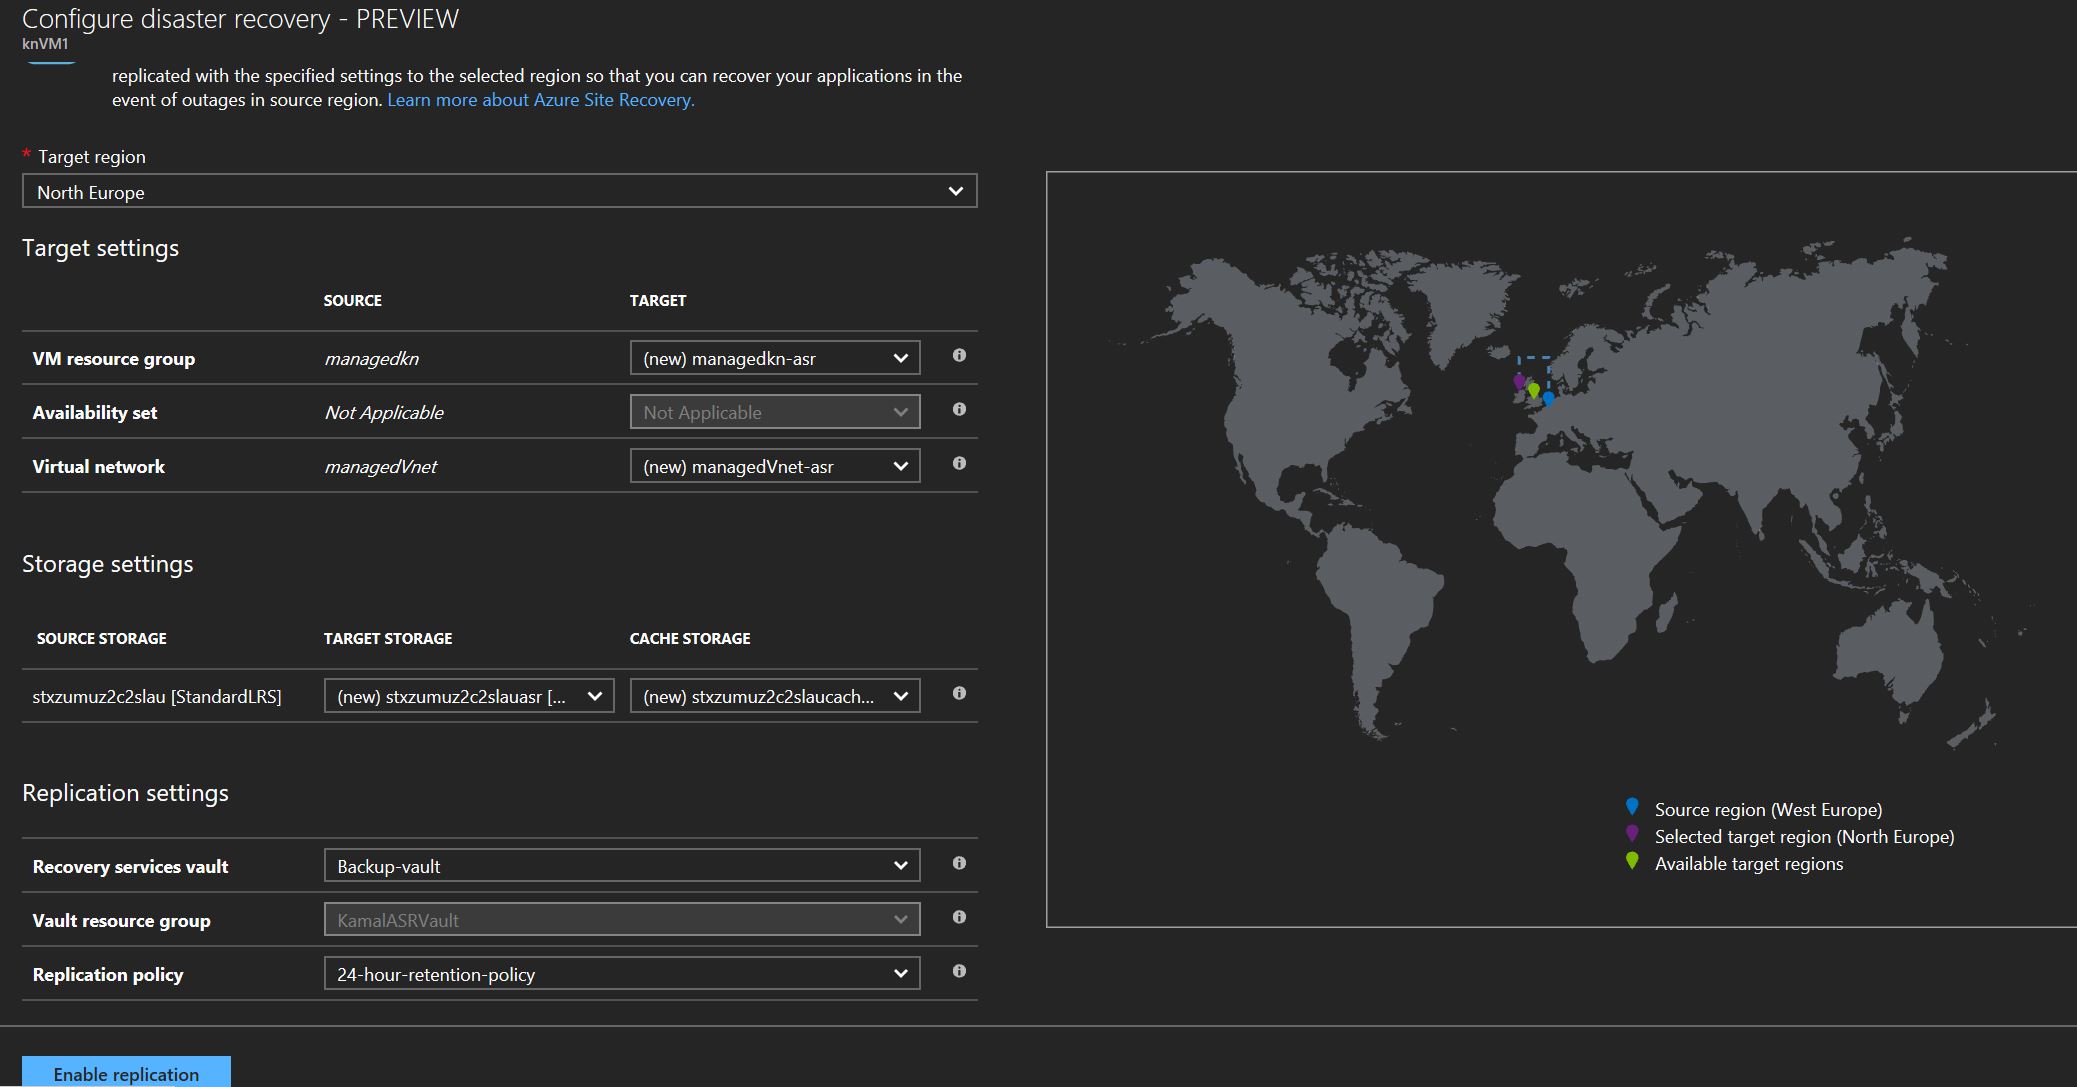 Configure disaster recovery - PREVIEW
knVM1
replicated with the specified settings to the selected region so that you can recover your applications in the
event of outages in source region. Learn more about Azure Site Recovery.
* Target region
North Europe
Target settings
SOURCE TARGET
VM resource group managedkn (new) managedkn-asr
Availability set Not Applicable Not Applicable
Virtual network managedVnet (new) managedVnet-asr
Storage settings
SOURCE STORAGE TARGET STORAGE CACHE STORAGE
stxzumuz2c2slau [StandardLRS] (new) stxzumuz2c2slauasr [... (new) stxzumuz2c2slaucach...
Replication settings
Recovery services vault Backup-vault
Vault resource group KamalASRVault
Replication policy 24-hour-retention-policy
Enable replication
Source region (West Europe)
Selected target region (North Europe)
Available target regions